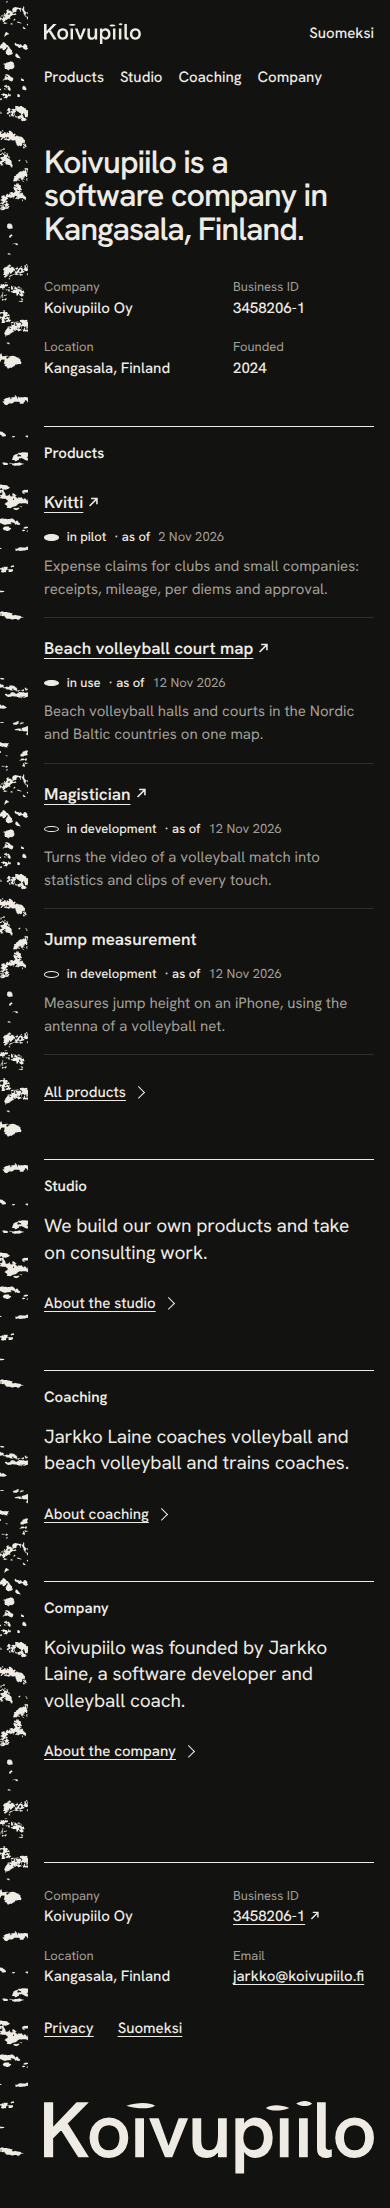 Koivupiilo
Suomeksi
Products Studio Coaching Company
Koivupiilo is a
software company in
Kangasala, Finland.
Company Business ID
Koivupiilo Oy 3458206-1
Location Founded
Kangasala, Finland 2024
Products
Kvitti ↗
in pilot · as of 2 Nov 2026
Expense claims for clubs and small companies:
receipts, mileage, per diems and approval.
Beach volleyball court map ↗
in use · as of 12 Nov 2026
Beach volleyball halls and courts in the Nordic
and Baltic countries on one map.
Magistician ↗
in development · as of 12 Nov 2026
Turns the video of a volleyball match into
statistics and clips of every touch.
Jump measurement
in development · as of 12 Nov 2026
Measures jump height on an iPhone, using the
antenna of a volleyball net.
All products
Studio
We build our own products and take
on consulting work.
About the studio
Coaching
Jarkko Laine coaches volleyball and
beach volleyball and trains coaches.
About coaching
Company
Koivupiilo was founded by Jarkko
Laine, a software developer and
volleyball coach.
About the company
Company Business ID
Koivupiilo Oy 3458206-1 ↗
Location Email
Kangasala, Finland jarkko@koivupiilo.fi
Privacy Suomeksi
Koivupiilo